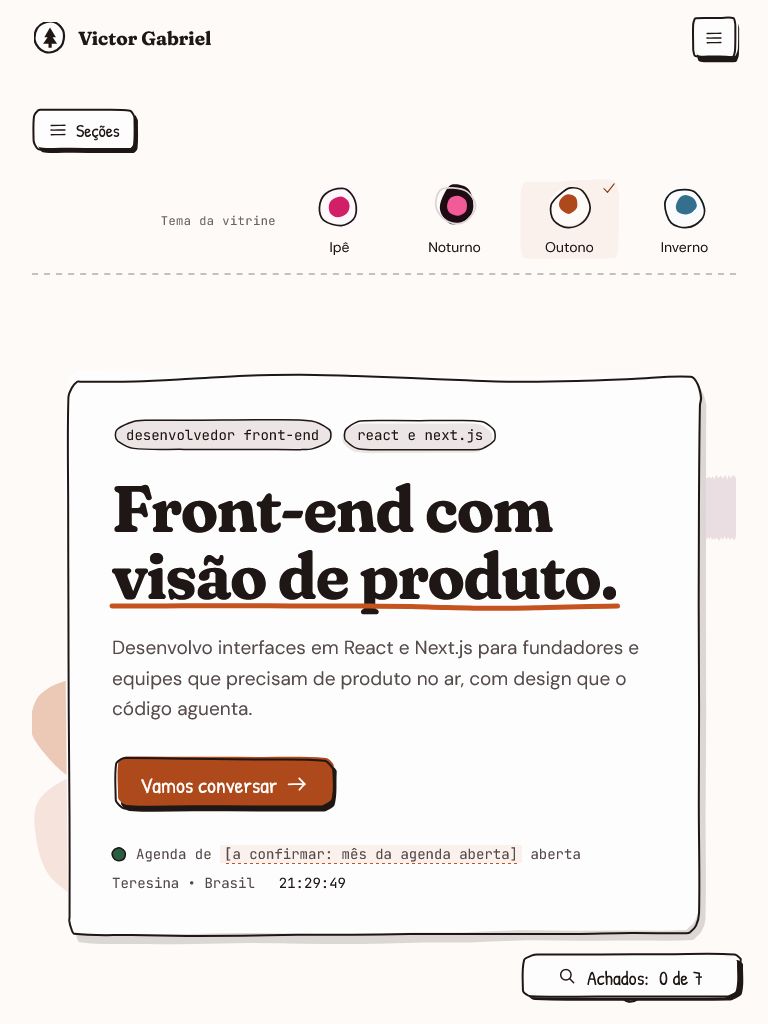 Victor Gabriel
Seções
Tema da vitrine
Ipê
Noturno
Outono
Inverno
desenvolvedor front-end
react e next.js
Front-end com
visão de produto.
Desenvolvo interfaces em React e Next.js para fundadores e
equipes que precisam de produto no ar, com design que o
código aguenta.
Vamos conversar →
Agenda de [a confirmar: mês da agenda aberta] aberta
Teresina • Brasil 21:29:49
Achados: 0 de 7